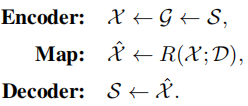 Encoder: 𝒳 ← 𝒢 ← 𝒮,
Map: 𝒳̂ ← R(𝒳; 𝒟),
Decoder: 𝒮 ← 𝒳̂.